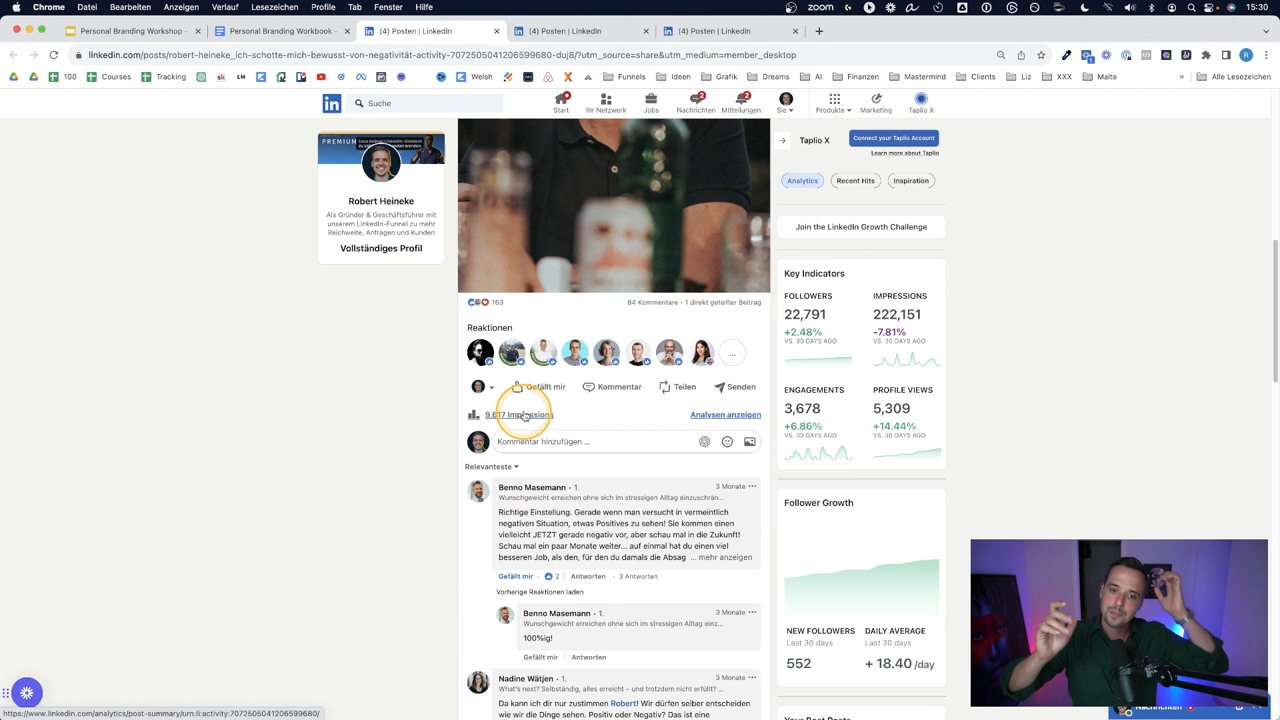 Chrome Datei Bearbeiten Anzeigen Verlauf Lesezeichen Profile Tab Fenster Hilfe
zoom
15:30
Personal Branding Workshop -
Personal Branding Workbook -
(4) Posten | LinkedIn
(4) Posten | LinkedIn
(4) Posten | LinkedIn
linkedin.com/posts/robert-heineke_ich-schotte-mich-bewusst-von-negativität-activity-7072505041206599680-duj8/?utm_source=share&utm_medium=member_desktop
100
Courses
Tracking
sk
LM
Welsh
Funnels
Ideen
Grafik
Dreams
AI
Finanzen
Mastermind
Clients
Liz
XXX
Malte
»
Alle Lesezeichen
in
Suche
Start
Ihr Netzwerk
Jobs
Nachrichten
Mitteilungen
Sie
Produkte
Marketing
Taplio X
PREMIUM
Robert Heineke
Als Gründer & Geschäftsführer mit
unserem LinkedIn-Funnel zu mehr
Reichweite, Anfragen und Kunden
Vollständiges Profil
163
84 Kommentare • 1 direkt geteilter Beitrag
Reaktionen
...
Gefällt mir
Kommentar
Teilen
Senden
9.617 Impressions
Analysen anzeigen
Kommentar hinzufügen ...
Relevanteste
Benno Masemann • 1.
3 Monate
Wunschgewicht erreichen ohne sich im stressigen Alltag einzuschrän...
Richtige Einstellung. Gerade wenn man versucht in vermeintlich
negativen Situation, etwas Positives zu sehen! Sie kommen einen
vielleicht JETZT gerade negativ vor, aber schau mal in die Zukunft!
Schau mal ein paar Monate weiter... auf einmal hat du einen viel
besseren Job, als den, für den du damals die Absag ... mehr anzeigen
Gefällt mir · 2 | Antworten · 3 Antworten
Vorherige Reaktionen laden
Benno Masemann • 1.
3 Monate
Wunschgewicht erreichen ohne sich im stressigen Alltag einz...
100%ig!
Gefällt mir | Antworten
Nadine Wätjen • 1.
3 Monate
What's next? Selbständig, alles erreicht – und trotzdem nicht erfüllt? ...
Da kann ich dir nur zustimmen Robert! Wir dürfen selber entscheiden
wie wir die Dinge sehen. Positiv oder Negativ? Das ist eine
Taplio X
Connect your Taplio Account
Learn more about Taplio
Analytics
Recent Hits
Inspiration
Join the LinkedIn Growth Challenge
Key Indicators
FOLLOWERS
22,791
+2.48%
VS. 30 DAYS AGO
IMPRESSIONS
222,151
-7.81%
VS. 30 DAYS AGO
ENGAGEMENTS
3,678
+6.86%
VS. 30 DAYS AGO
PROFILE VIEWS
5,309
+14.44%
VS. 30 DAYS AGO
Follower Growth
NEW FOLLOWERS
Last 30 days
552
DAILY AVERAGE
Last 30 days
+ 18.40 /day
Your Best Posts
Nachrichten
https://www.linkedin.com/analytics/post-summary/urn:li:activity:7072505041206599680/